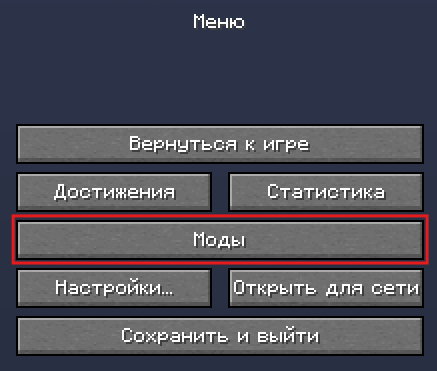 Меню
Вернуться к игре
Достижения
Статистика
Моды
Настройки...
Открыть для сети
Сохранить и выйти